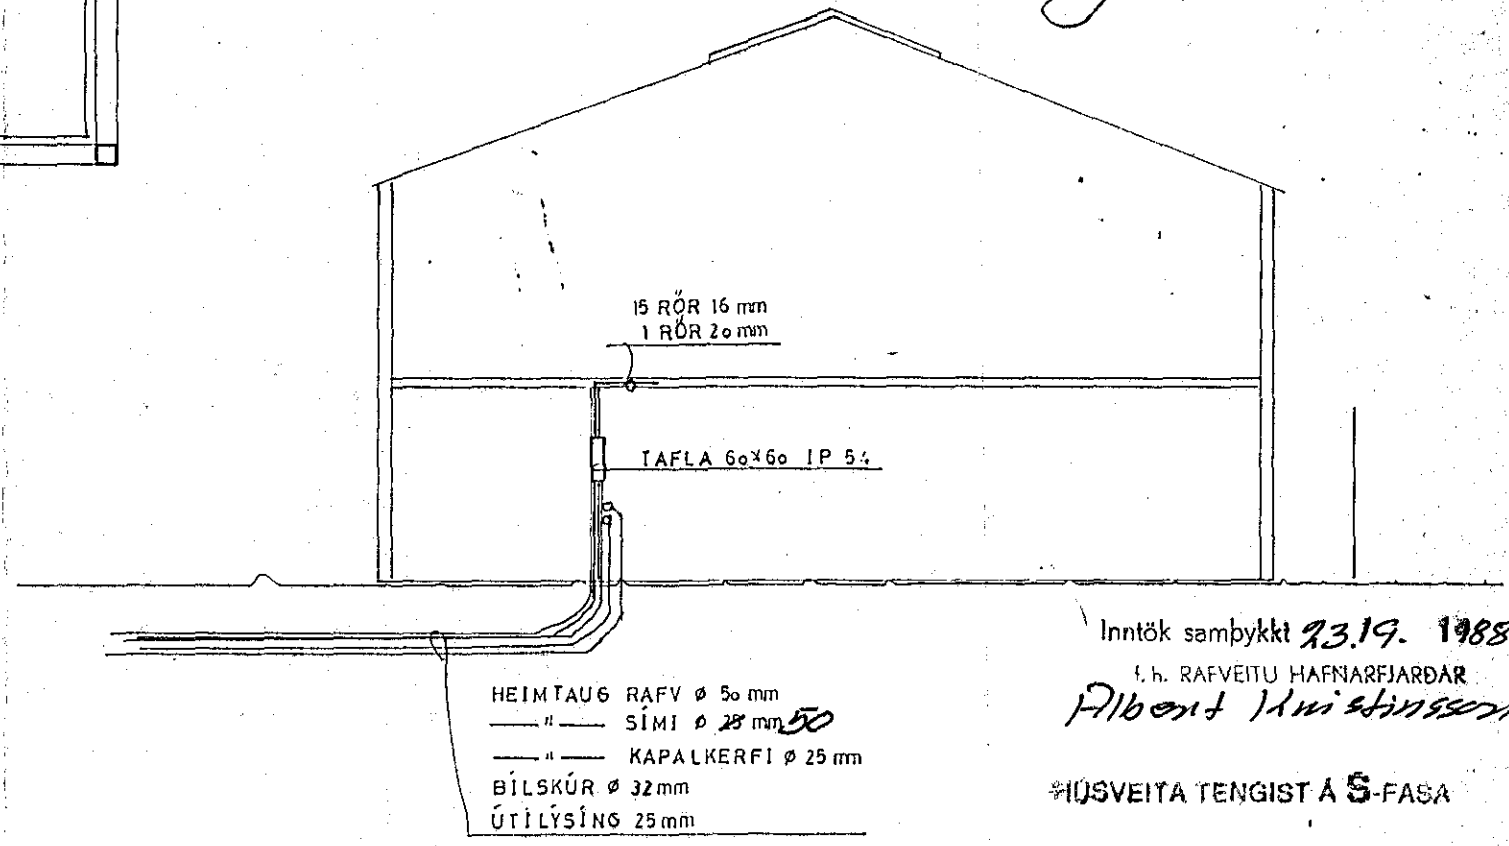 15 RÖR 16 mm
1 RÖR 20 mm
TAFLA 60x60 IP 54
HEIMTAUG RAFV ø 50 mm
—— " —— SÍMI ø 28 mm 50
—— " —— KAPALKERFI ø 25 mm
BÍLSKÚR ø 32 mm
ÚTILÝSING 25 mm
Inntök samþykkt 23.19. 1988
f. h. RAFVEITU HAFNARFJARÐAR
Albert Kristinsson
HÚSVEITA TENGIST Á S-FASA